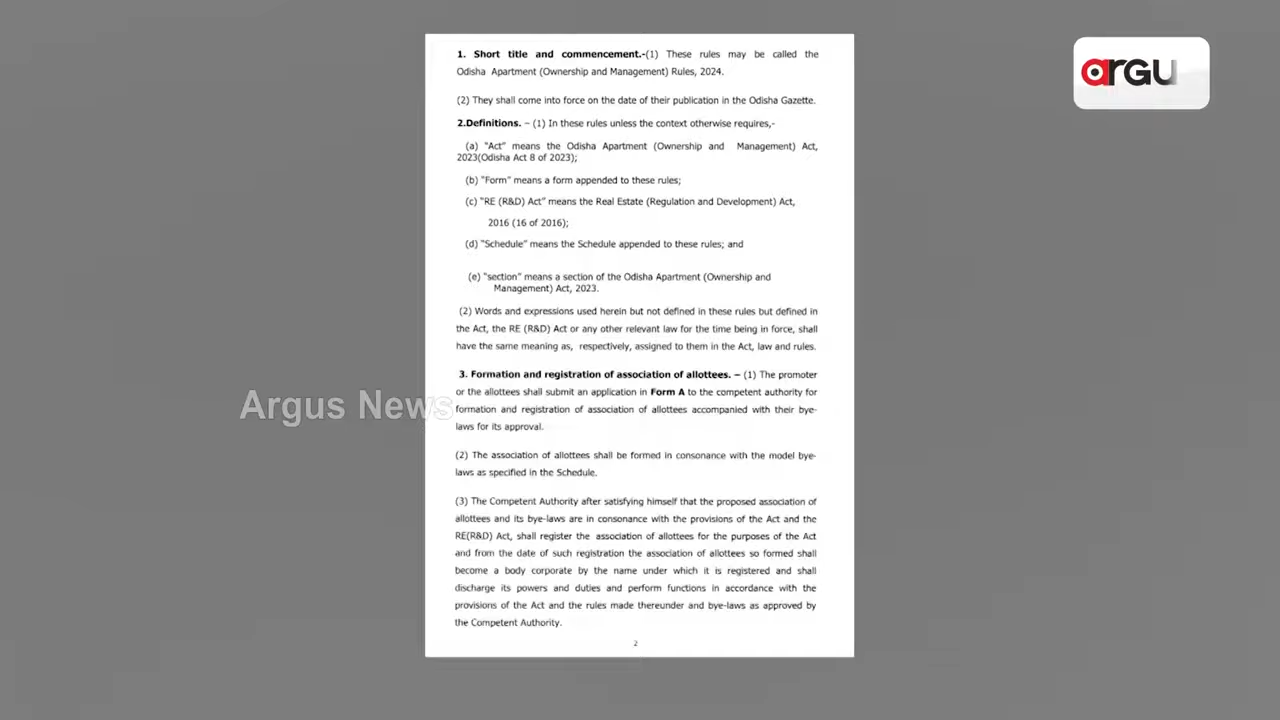 1. Short title and commencement.-(1) These rules may be called the
Odisha Apartment (Ownership and Management) Rules, 2024.
(2) They shall come into force on the date of their publication in the Odisha Gazette.
2.Definitions. – (1) In these rules unless the context otherwise requires,-
(a) "Act" means the Odisha Apartment (Ownership and Management) Act,
2023(Odisha Act 8 of 2023);
(b) "Form" means a form appended to these rules;
(c) "RE (R&D) Act" means the Real Estate (Regulation and Development) Act,
2016 (16 of 2016);
(d) "Schedule" means the Schedule appended to these rules; and
(e) "section" means a section of the Odisha Apartment (Ownership and
Management) Act, 2023.
(2) Words and expressions used herein but not defined in these rules but defined in
the Act, the RE (R&D) Act or any other relevant law for the time being in force, shall
have the same meaning as, respectively, assigned to them in the Act, law and rules.
3. Formation and registration of association of allottees. – (1) The promoter
or the allottees shall submit an application in Form A to the competent authority for
formation and registration of association of allottees accompanied with their bye-
laws for its approval.
(2) The association of allottees shall be formed in consonance with the model bye-
laws as specified in the Schedule.
(3) The Competent Authority after satisfying himself that the proposed association of
allottees and its bye-laws are in consonance with the provisions of the Act and the
RE(R&D) Act, shall register the association of allottees for the purposes of the Act
and from the date of such registration the association of allottees so formed shall
become a body corporate by the name under which it is registered and shall
discharge its powers and duties and perform functions in accordance with the
provisions of the Act and the rules made thereunder and bye-laws as approved by
the Competent Authority.
2
Argus News
arGU